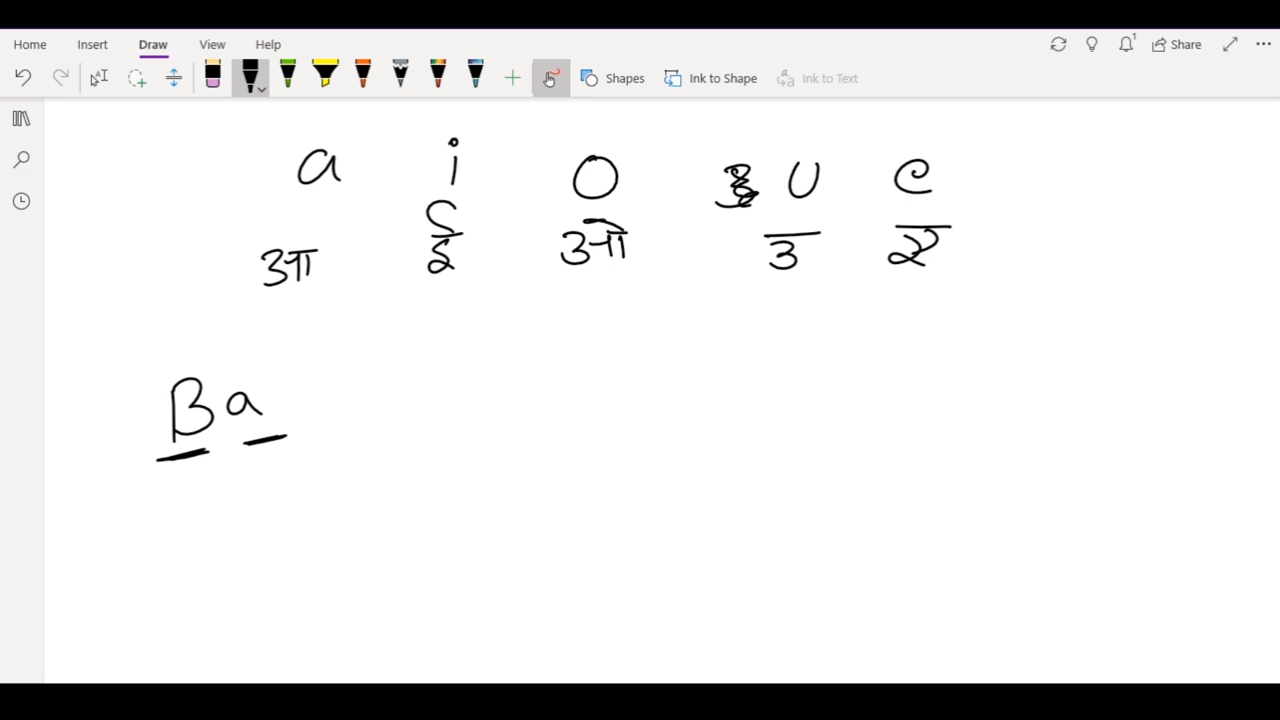 Home Insert Draw View Help Share
Ink to Shape Shapes Ink to Text
a i O U e
आ ई ओ उ ए
Ba